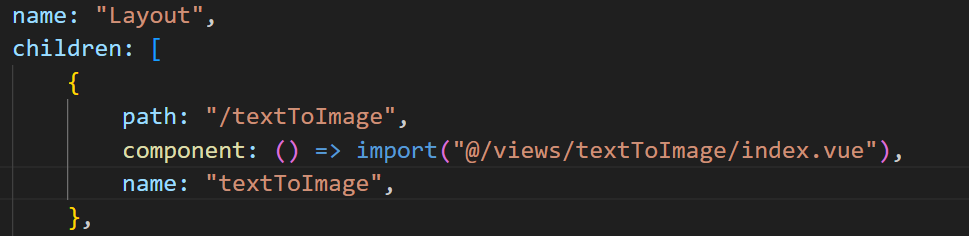 name: "Layout",
children: [
{
path: "/textToImage",
component: () => import("@/views/textToImage/index.vue"),
name: "textToImage",
},